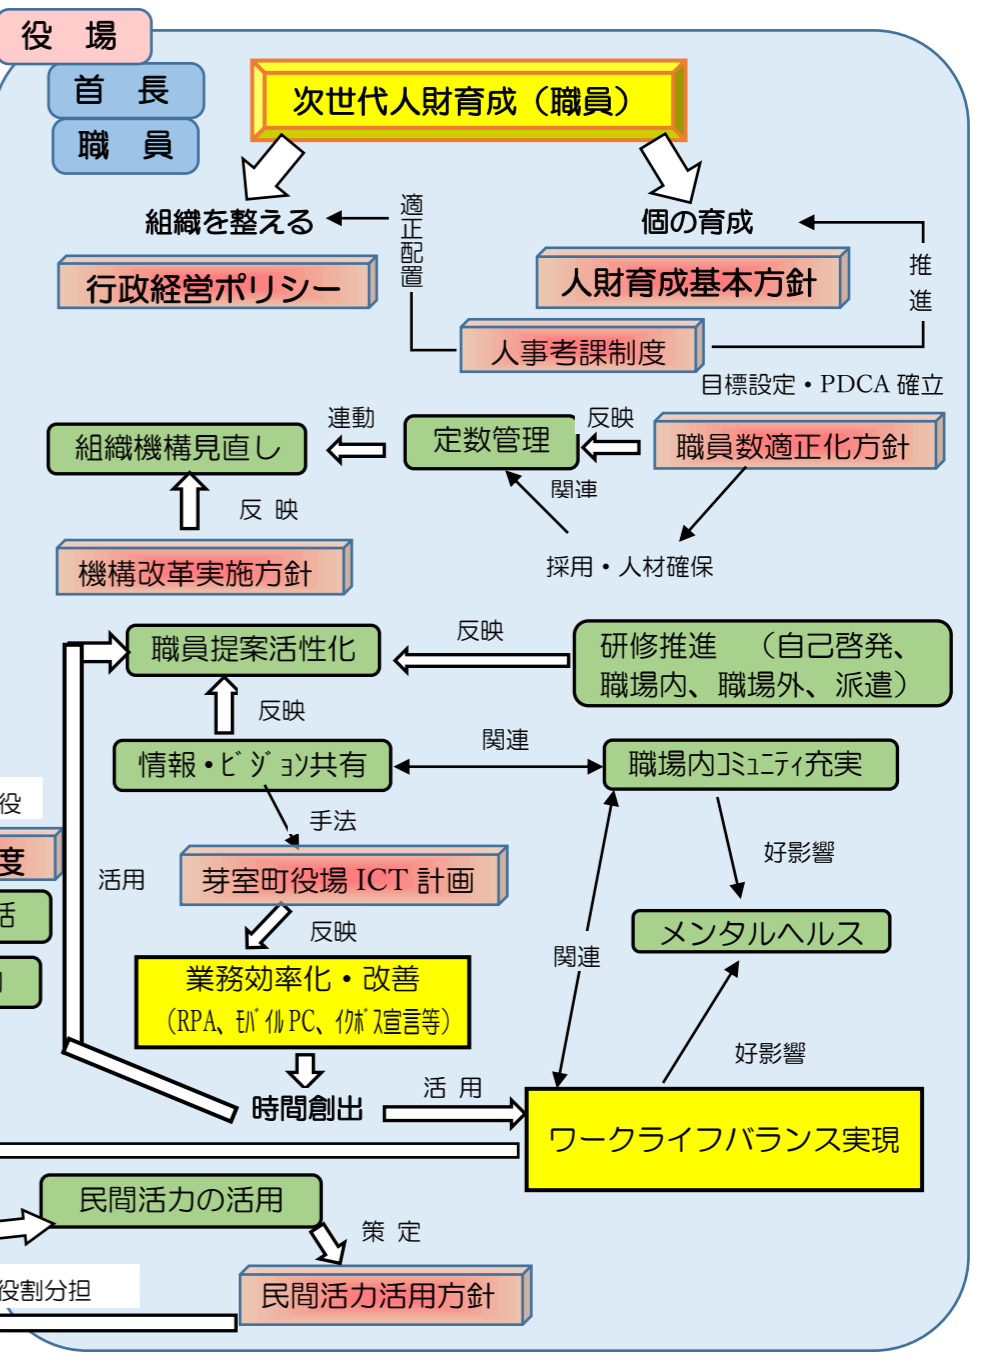 役 場
首 長
職 員
次世代人財育成（職員）
組織を整える
適正配置
個の育成
推進
行政経営ポリシー
人財育成基本方針
人事考課制度
目標設定・PDCA 確立
組織機構見直し
連動
定数管理
反映
職員数適正化方針
関連
反 映
採用・人材確保
機構改革実施方針
職員提案活性化
反映
研修推進 （自己啓発、
職場内、職場外、派遣）
反映
情報・ビジョン共有
関連
職場内コミュニティ充実
役
手法
度
活用
芽室町役場 ICT 計画
好影響
話
反映
メンタルヘルス
関連
業務効率化・改善
（RPA、モバイル PC、イクボス宣言等）
好影響
時間創出
活 用
ワークライフバランス実現
民間活力の活用
策 定
役割分担
民間活力活用方針